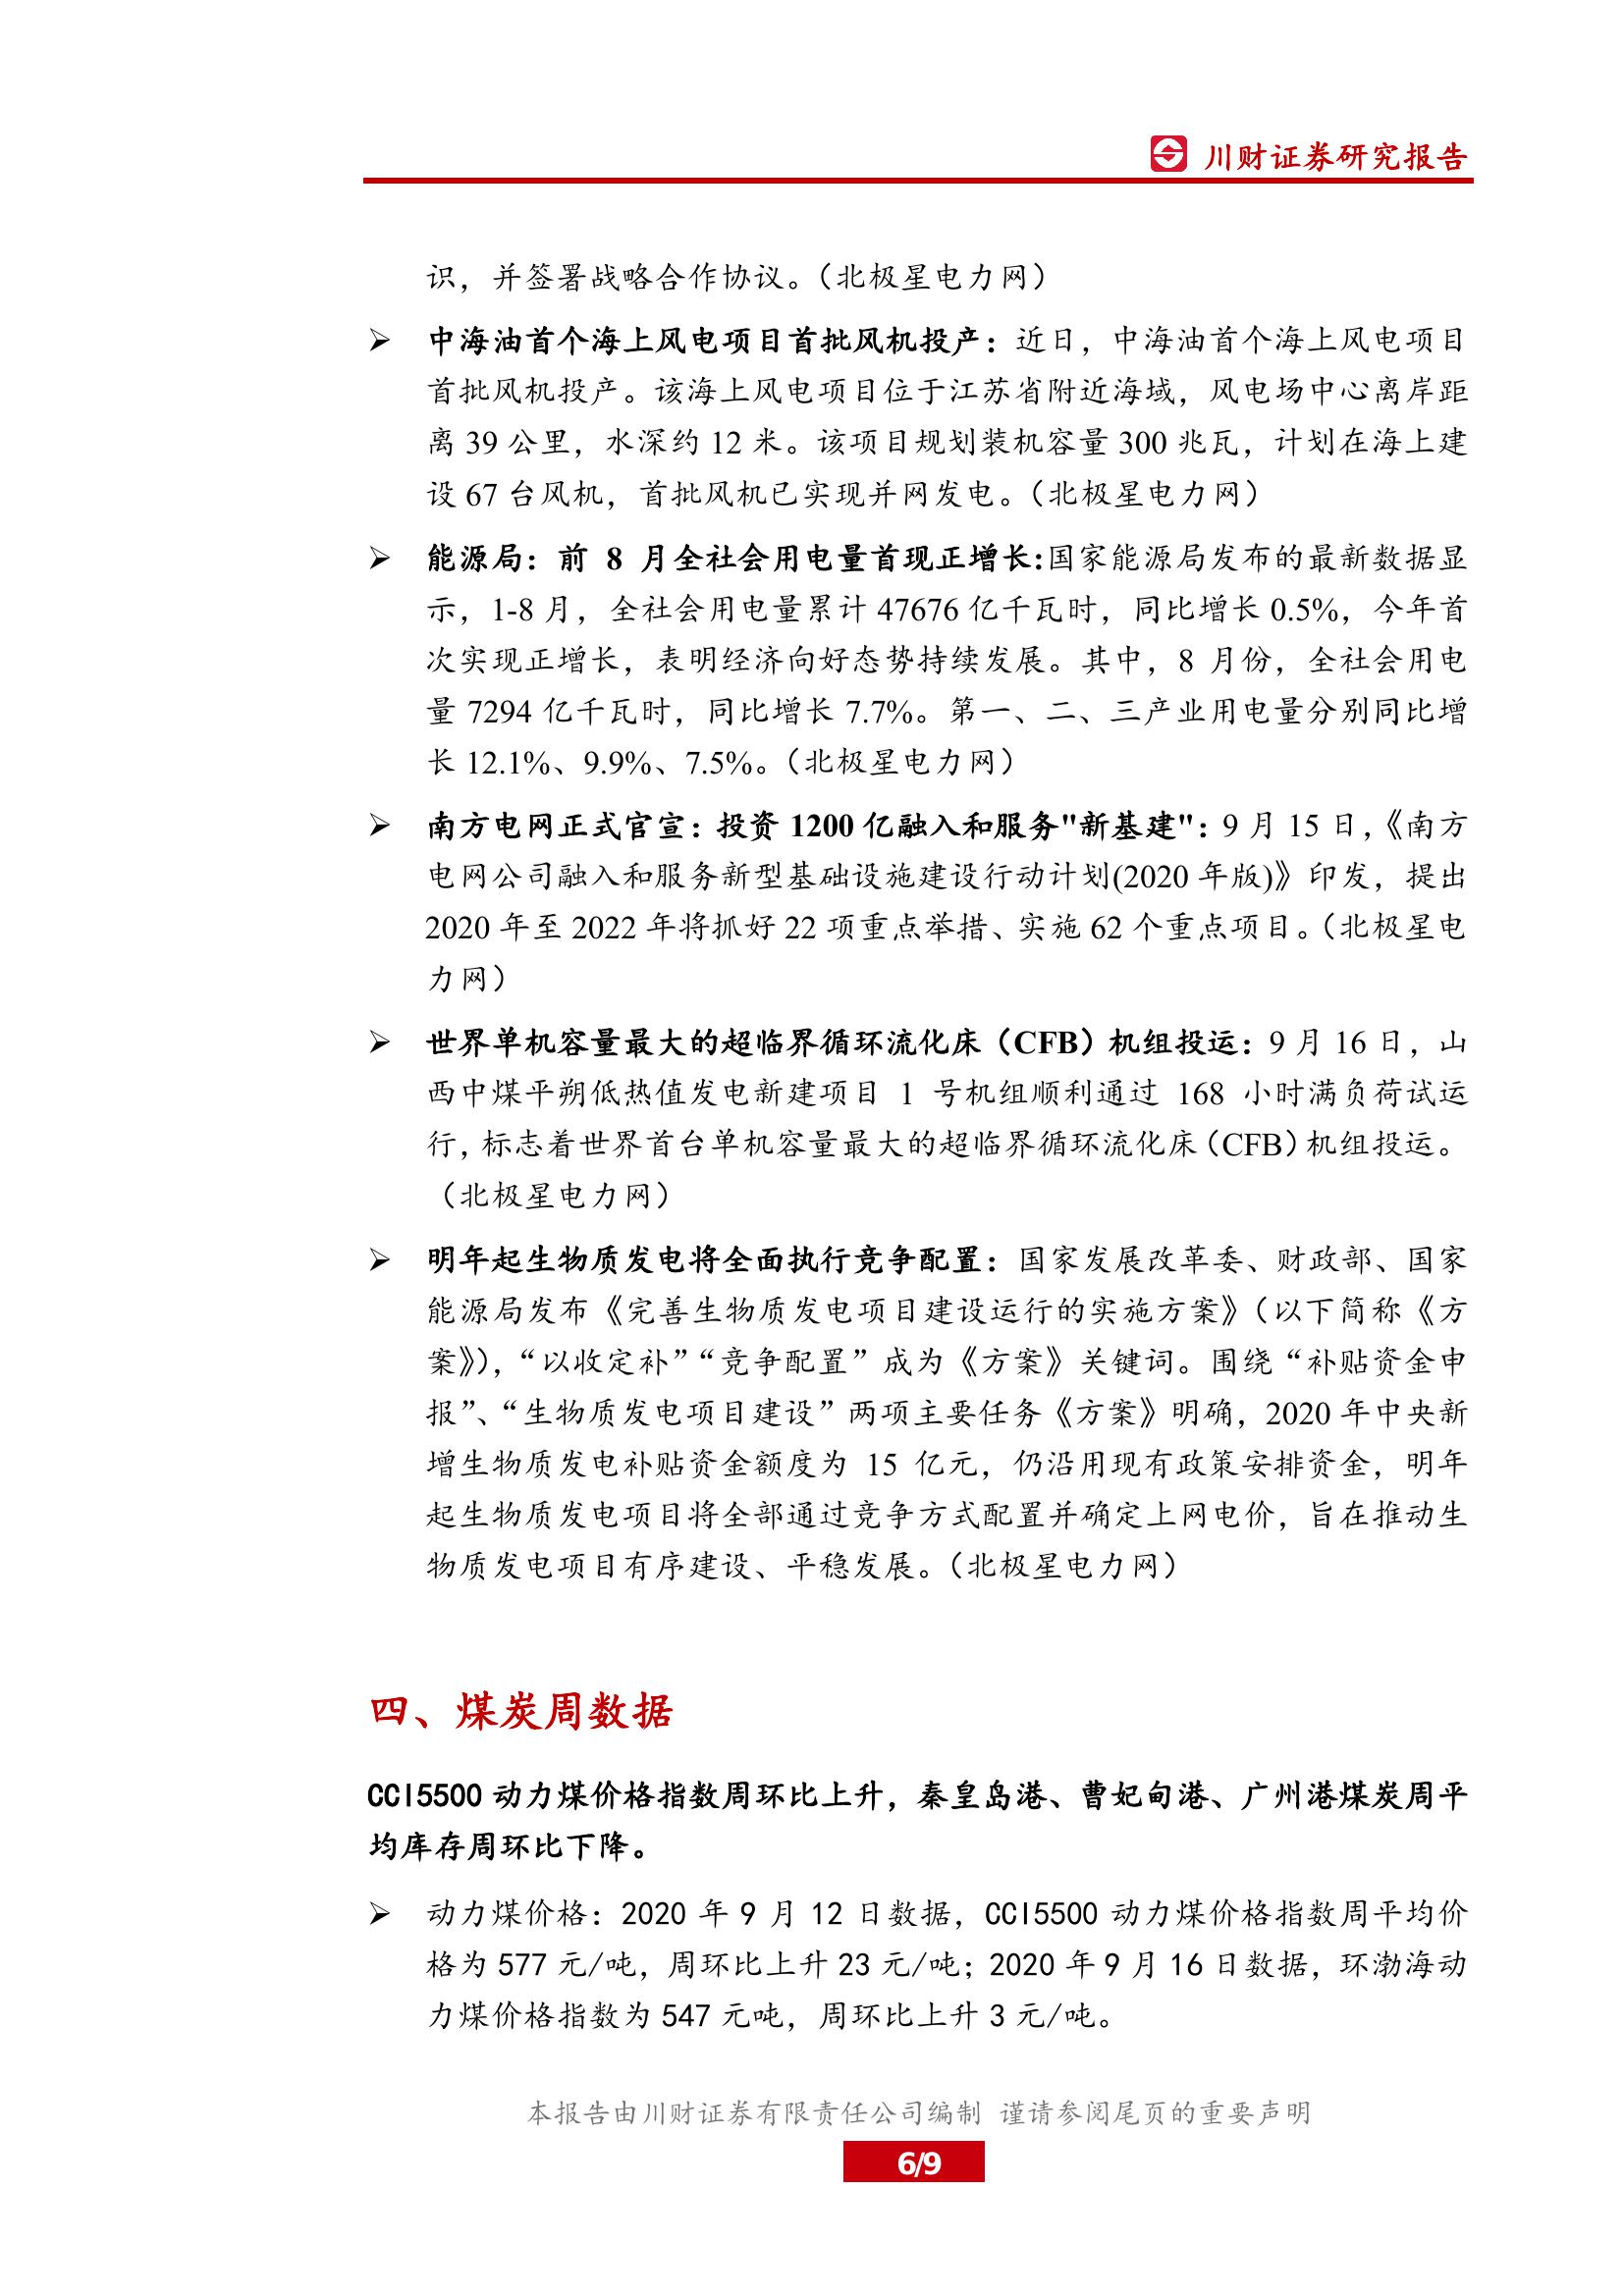 川财证券研究报告
识，并签署战略合作协议。（北极星电力网）
➢ 中海油首个海上风电项目首批风机投产：近日，中海油首个海上风电项目
首批风机投产。该海上风电项目位于江苏省附近海域，风电场中心离岸距
离 39 公里，水深约 12 米。该项目规划装机容量 300 兆瓦，计划在海上建
设 67 台风机，首批风机已实现并网发电。（北极星电力网）
➢ 能源局：前 8 月全社会用电量首现正增长:国家能源局发布的最新数据显
示，1-8 月，全社会用电量累计 47676 亿千瓦时，同比增长 0.5%，今年首
次实现正增长，表明经济向好态势持续发展。其中，8 月份，全社会用电
量 7294 亿千瓦时，同比增长 7.7%。第一、二、三产业用电量分别同比增
长 12.1%、9.9%、7.5%。（北极星电力网）
➢ 南方电网正式官宣：投资 1200 亿融入和服务"新基建"：9 月 15 日，《南方
电网公司融入和服务新型基础设施建设行动计划(2020 年版)》印发，提出
2020 年至 2022 年将抓好 22 项重点举措、实施 62 个重点项目。（北极星电
力网）
➢ 世界单机容量最大的超临界循环流化床（CFB）机组投运：9 月 16 日，山
西中煤平朔低热值发电新建项目 1 号机组顺利通过 168 小时满负荷试运
行，标志着世界首台单机容量最大的超临界循环流化床（CFB）机组投运。
（北极星电力网）
➢ 明年起生物质发电将全面执行竞争配置：国家发展改革委、财政部、国家
能源局发布《完善生物质发电项目建设运行的实施方案》（以下简称《方
案》），“以收定补”“竞争配置”成为《方案》关键词。围绕“补贴资金申
报”、“生物质发电项目建设”两项主要任务《方案》明确，2020 年中央新
增生物质发电补贴资金额度为 15 亿元，仍沿用现有政策安排资金，明年
起生物质发电项目将全部通过竞争方式配置并确定上网电价，旨在推动生
物质发电项目有序建设、平稳发展。（北极星电力网）
四、煤炭周数据
CCI5500 动力煤价格指数周环比上升，秦皇岛港、曹妃甸港、广州港煤炭周平
均库存周环比下降。
➢ 动力煤价格：2020 年 9 月 12 日数据，CCI5500 动力煤价格指数周平均价
格为 577 元/吨，周环比上升 23 元/吨；2020 年 9 月 16 日数据，环渤海动
力煤价格指数为 547 元吨，周环比上升 3 元/吨。
本报告由川财证券有限责任公司编制 谨请参阅尾页的重要声明
6/9